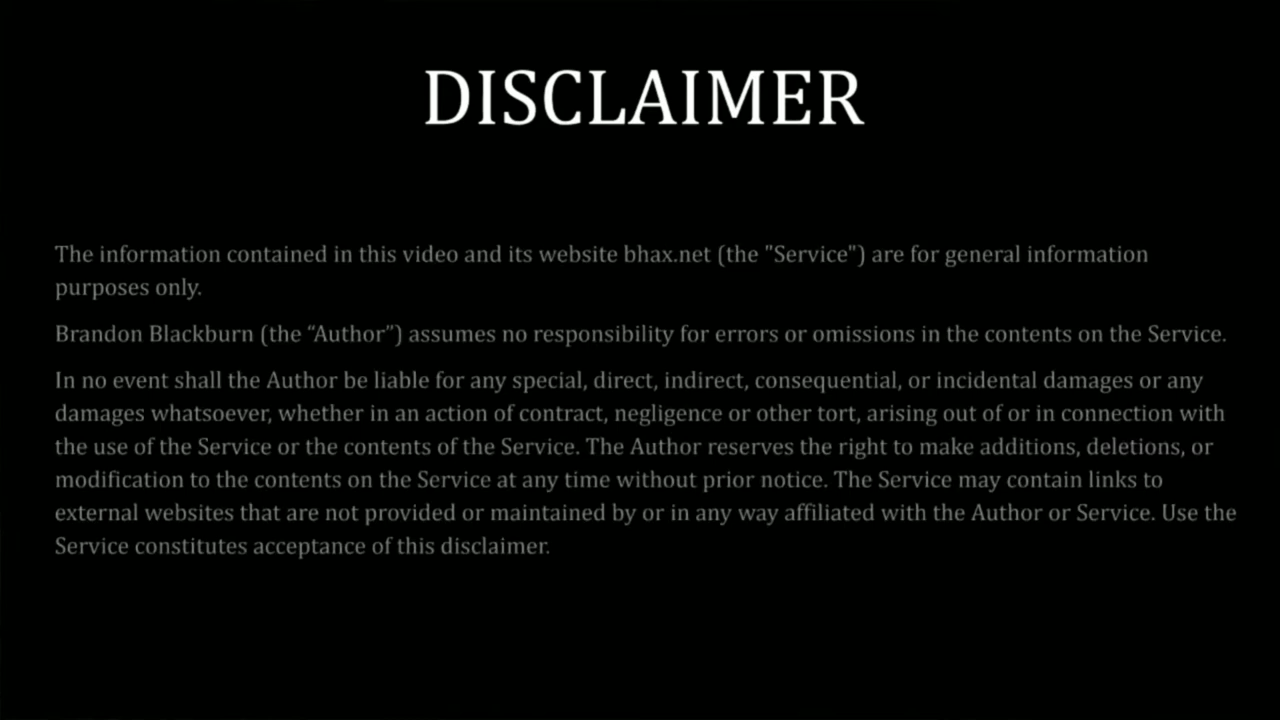 DISCLAIMER
The information contained in this video and its website bhax.net (the "Service") are for general information
purposes only.
Brandon Blackburn (the “Author”) assumes no responsibility for errors or omissions in the contents on the Service.
In no event shall the Author be liable for any special, direct, indirect, consequential, or incidental damages or any
damages whatsoever, whether in an action of contract, negligence or other tort, arising out of or in connection with
the use of the Service or the contents of the Service. The Author reserves the right to make additions, deletions, or
modification to the contents on the Service at any time without prior notice. The Service may contain links to
external websites that are not provided or maintained by or in any way affiliated with the Author or Service. Use the
Service constitutes acceptance of this disclaimer.